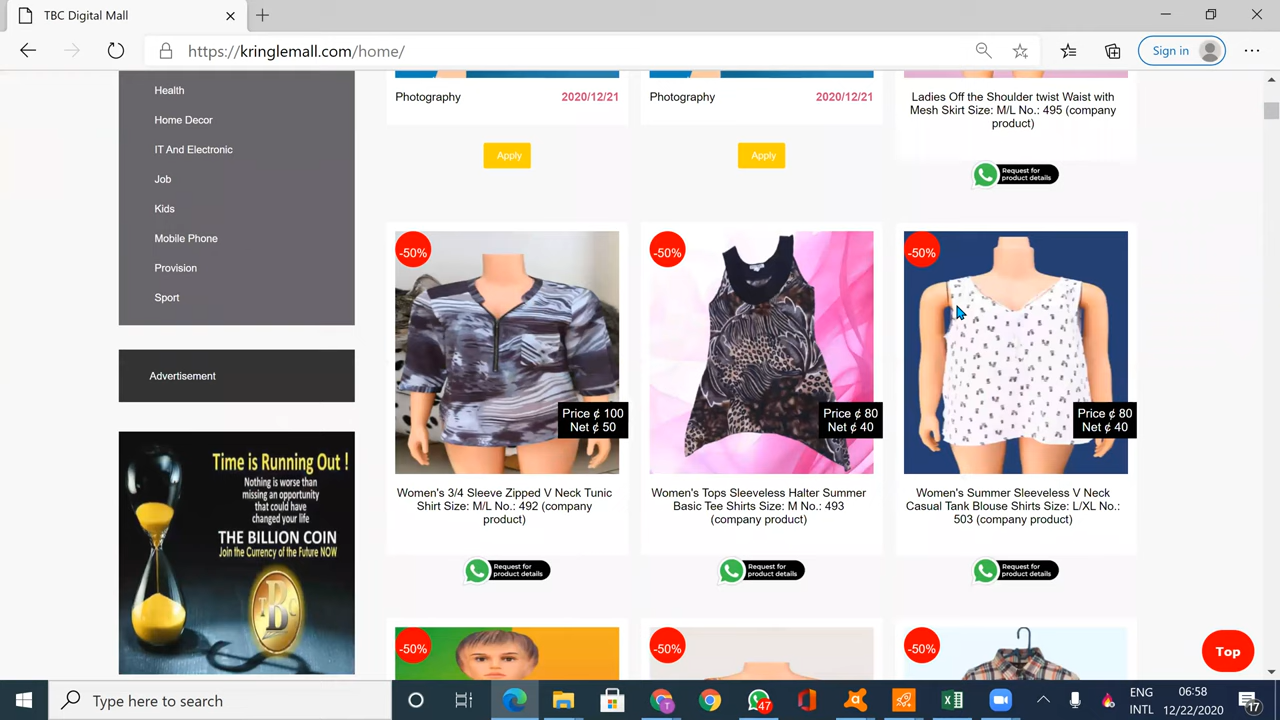 TBC Digital Mall
https://kringlemall.com/home/
Sign in
Health
Home Decor
IT And Electronic
Job
Kids
Mobile Phone
Provision
Sport
Advertisement
Time is Running Out !
Nothing is worse than
missing an opportunity
that could have
changed your life
THE BILLION COIN
Join the Currency of the Future NOW
Photography 2020/12/21
Apply
Photography 2020/12/21
Apply
Ladies Off the Shoulder twist Waist with
Mesh Skirt Size: M/L No.: 495 (company
product)
Request for
product details
-50%
Price ¢ 100
Net ¢ 50
Women's 3/4 Sleeve Zipped V Neck Tunic
Shirt Size: M/L No.: 492 (company
product)
Request for
product details
-50%
Price ¢ 80
Net ¢ 40
Women's Tops Sleeveless Halter Summer
Basic Tee Shirts Size: M No.: 493
(company product)
Request for
product details
-50%
Price ¢ 80
Net ¢ 40
Women's Summer Sleeveless V Neck
Casual Tank Blouse Shirts Size: L/XL No.:
503 (company product)
Request for
product details
-50%
-50%
-50%
Top
Type here to search
47
ENG
INTL
06:58
12/22/2020
17